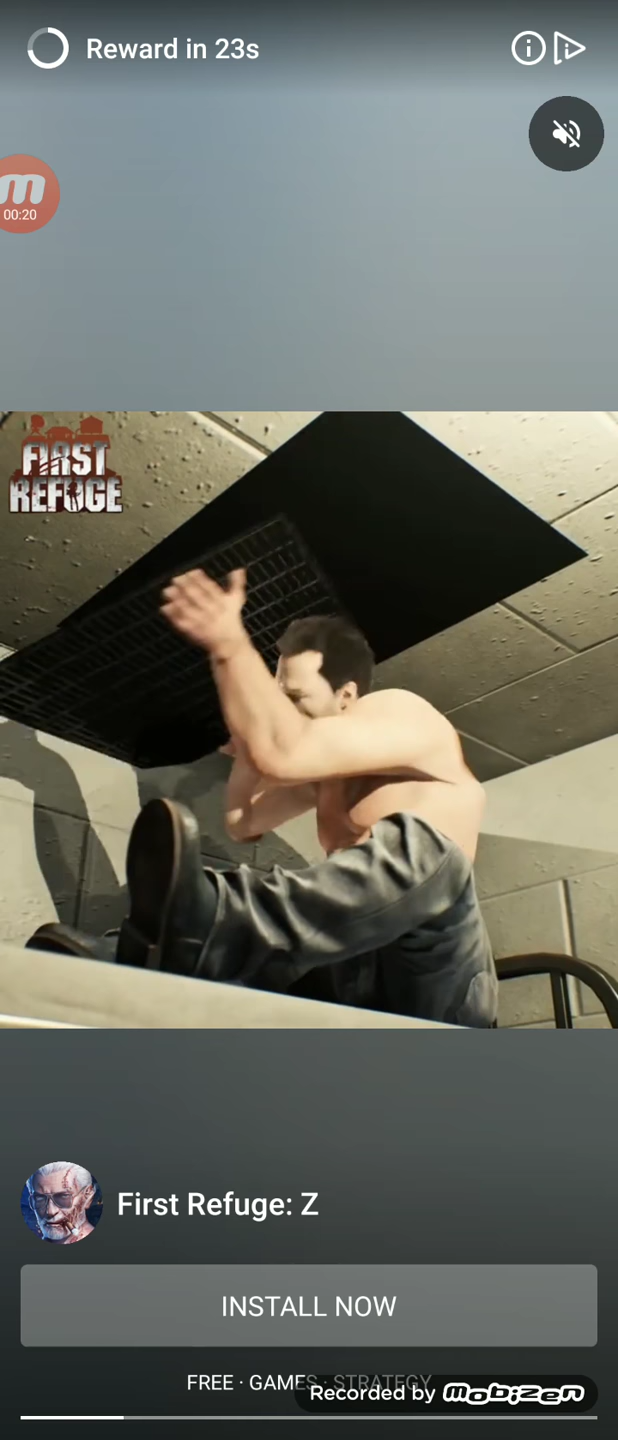 Reward in 23s
m
00:20
FIRST
REFUGE
First Refuge: Z
INSTALL NOW
FREE · GAMES · STRATEGY
Recorded by mobizen